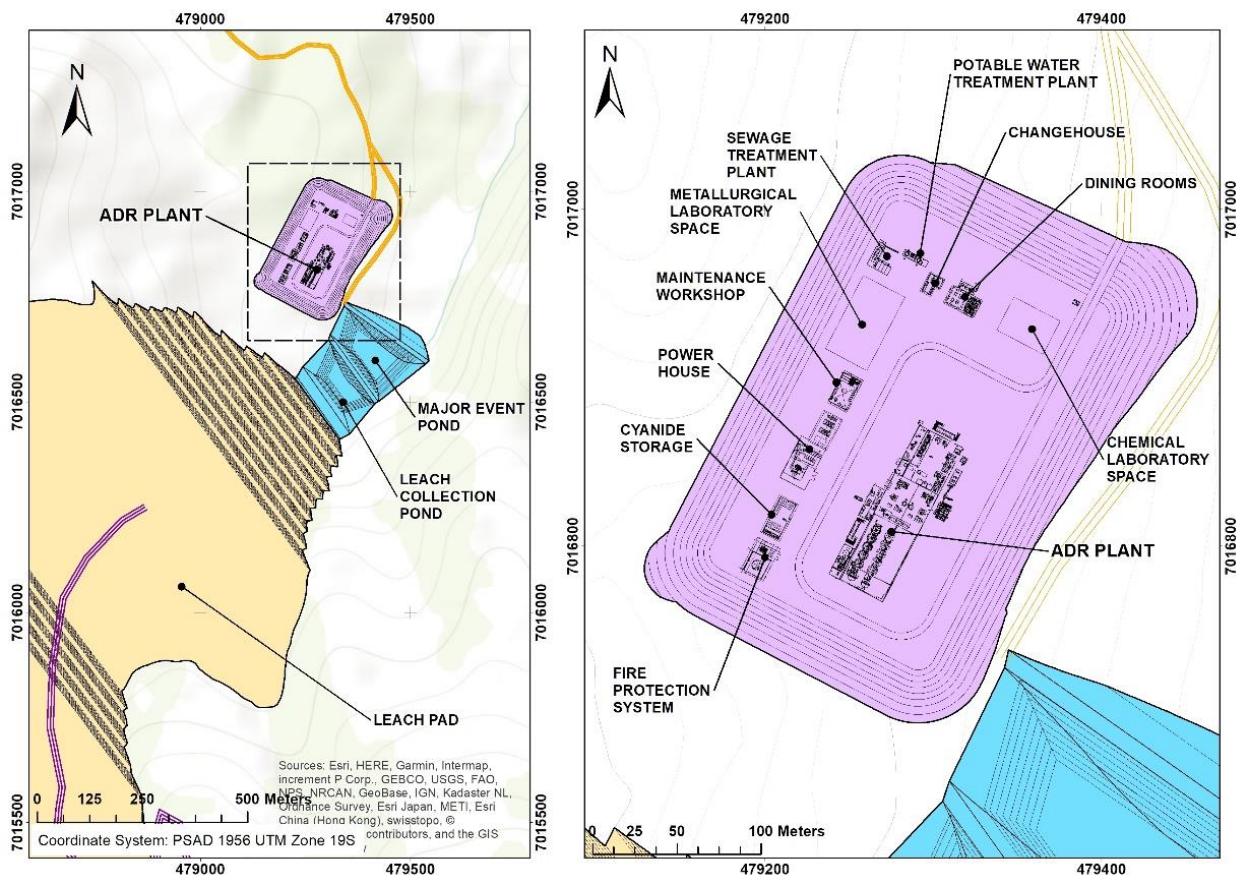 479000
479500
N
7017000
7016500
7016000
7015500
ADR PLANT
MAJOR EVENT
POND
LEACH
COLLECTION
POND
LEACH PAD
Sources: Esri, HERE, Garmin, Intermap,
increment P Corp., GEBCO, USGS, FAO,
NPS, NRCAN, GeoBase, IGN, Kadaster NL,
Ordnance Survey, Esri Japan, METI, Esri
China (Hong Kong), swisstopo, ©
contributors, and the GIS
0 125 250 500 Meters
Coordinate System: PSAD 1956 UTM Zone 19S
7017000
7016500
7016000
7015500
479000
479500
479200
479400
N
7017000
7016800
POTABLE WATER
TREATMENT PLANT
SEWAGE
TREATMENT
PLANT
CHANGEHOUSE
METALLURGICAL
LABORATORY
SPACE
DINING ROOMS
MAINTENANCE
WORKSHOP
POWER
HOUSE
CYANIDE
STORAGE
CHEMICAL
LABORATORY
SPACE
ADR PLANT
FIRE
PROTECTION
SYSTEM
0 25 50 100 Meters
7017000
7016800
479200
479400